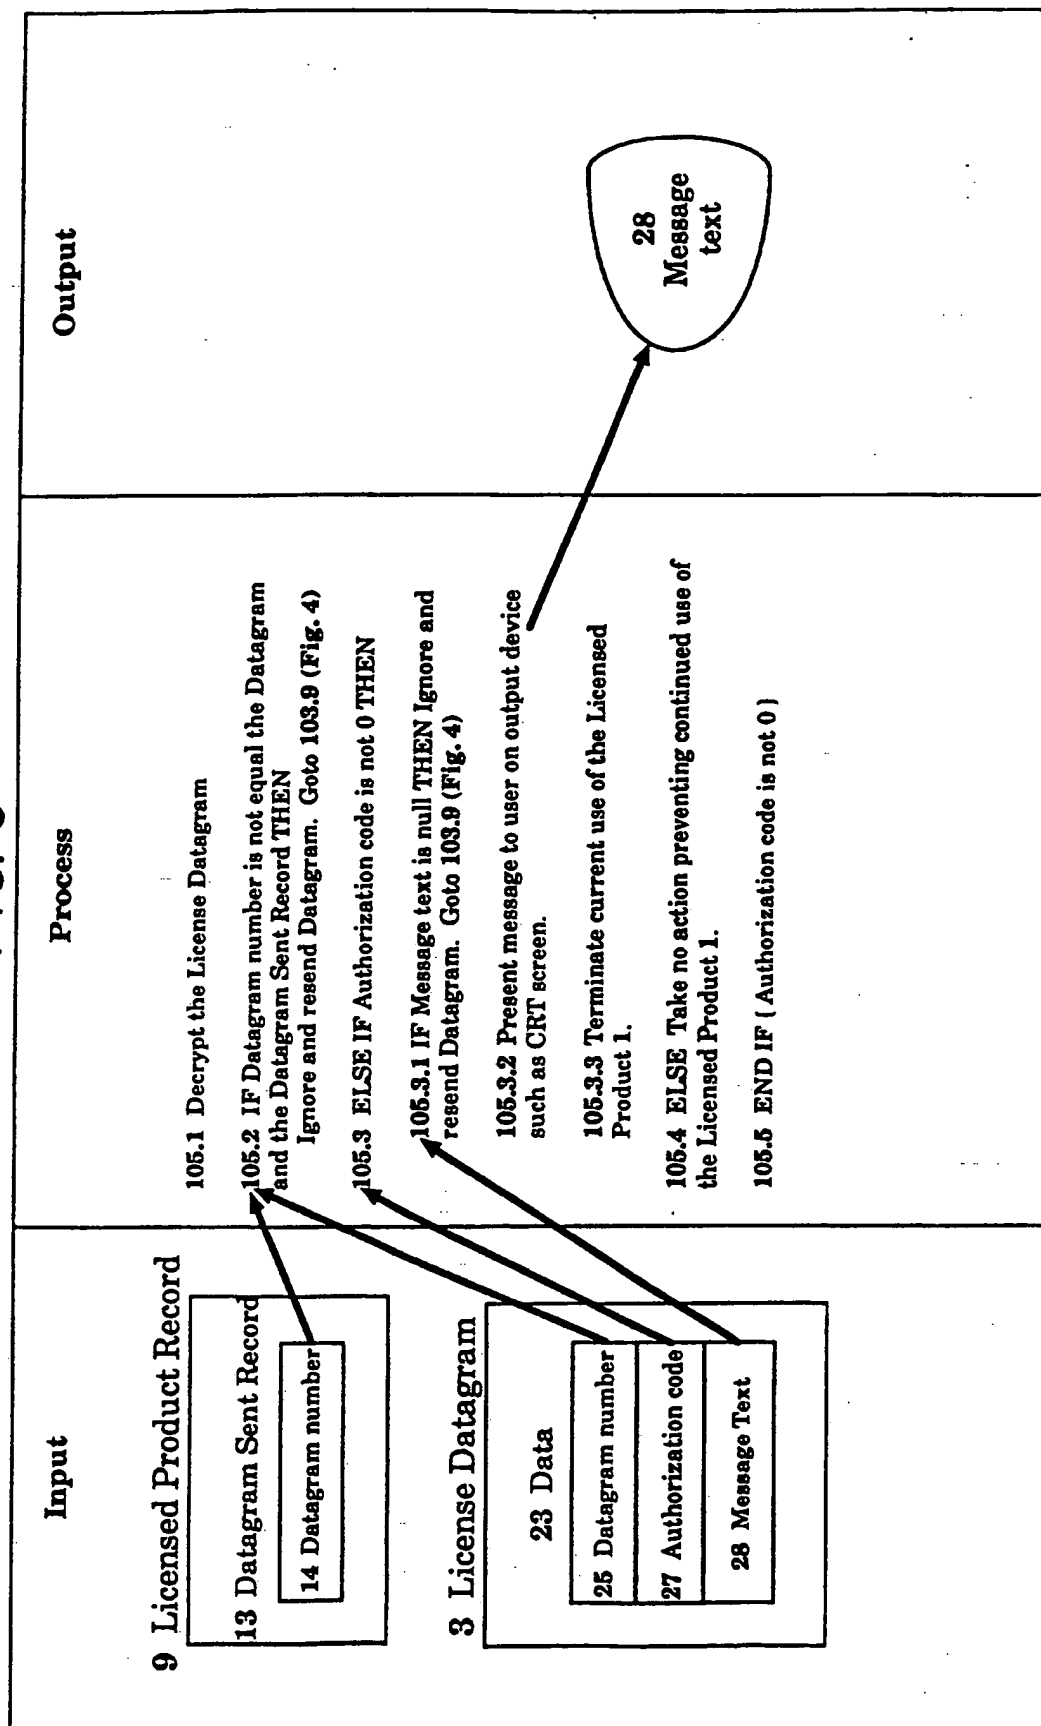 Input
Process
Output
9 Licensed Product Record
13 Datagram Sent Record
14 Datagram number
3 License Datagram
23 Data
25 Datagram number
27 Authorization code
28 Message Text
105.1 Decrypt the License Datagram
105.2 IF Datagram number is not equal the Datagram
and the Datagram Sent Record THEN
Ignore and resend Datagram. Goto 103.9 (Fig. 4)
105.3 ELSE IF Authorization code is not 0 THEN
105.3.1 IF Message text is null THEN Ignore and
resend Datagram. Goto 103.9 (Fig. 4)
105.3.2 Present message to user on output device
such as CRT screen.
105.3.3 Terminate current use of the Licensed
Product 1.
105.4 ELSE Take no action preventing continued use of
the Licensed Product 1.
105.5 END IF { Authorization code is not 0 }
28
Message
text